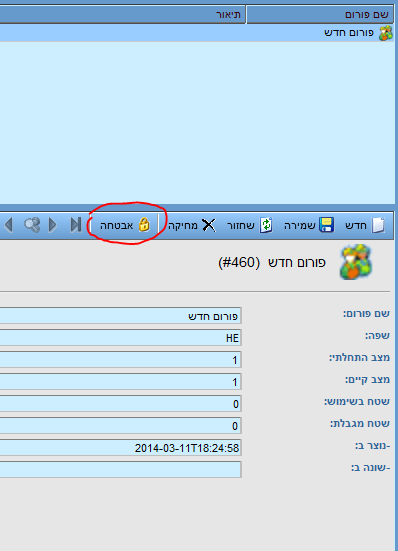 שם פורום תיאור
פורום חדש
חדש שמירה שחזור מחיקה אבטחה
פורום חדש (#460)
שם פורום: פורום חדש
שפה: HE
מצב התחלתי: 1
מצב קיים: 1
שטח בשימוש: 0
שטח מגבלת: 0
-נוצר ב: 2014-03-11T18:24:58
-שונה ב: